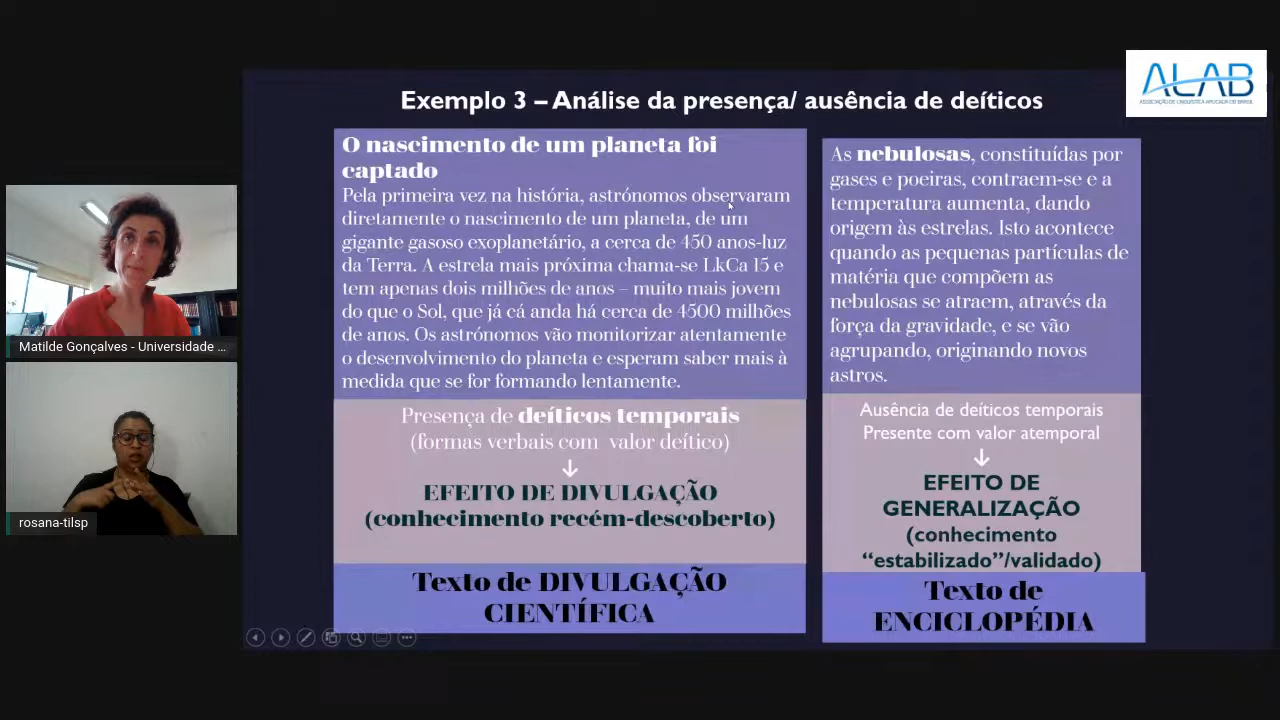 ALAB
ASSOCIAÇÃO DE LINGUÍSTICA APLICADA DO BRASIL
Exemplo 3 – Análise da presença/ ausência de deíticos
O nascimento de um planeta foi
captado
Pela primeira vez na história, astrónomos observaram
diretamente o nascimento de um planeta, de um
gigante gasoso exoplanetário, a cerca de 450 anos-luz
da Terra. A estrela mais próxima chama-se LkCa 15 e
tem apenas dois milhões de anos – muito mais jovem
do que o Sol, que já cá anda há cerca de 4500 milhões
de anos. Os astrónomos vão monitorizar atentamente
o desenvolvimento do planeta e esperam saber mais à
medida que se for formando lentamente.
Presença de deíticos temporais
(formas verbais com valor deítico)
↓
EFEITO DE DIVULGAÇÃO
(conhecimento recém-descoberto)
Texto de DIVULGAÇÃO
CIENTÍFICA
As nebulosas, constituídas por
gases e poeiras, contraem-se e a
temperatura aumenta, dando
origem às estrelas. Isto acontece
quando as pequenas partículas de
matéria que compõem as
nebulosas se atraem, através da
força da gravidade, e se vão
agrupando, originando novos
astros.
Ausência de deíticos temporais
Presente com valor atemporal
↓
EFEITO DE
GENERALIZAÇÃO
(conhecimento
“estabilizado”/validado)
Texto de
ENCICLOPÉDIA
Matilde Gonçalves - Universidade ...
rosana-tilsp